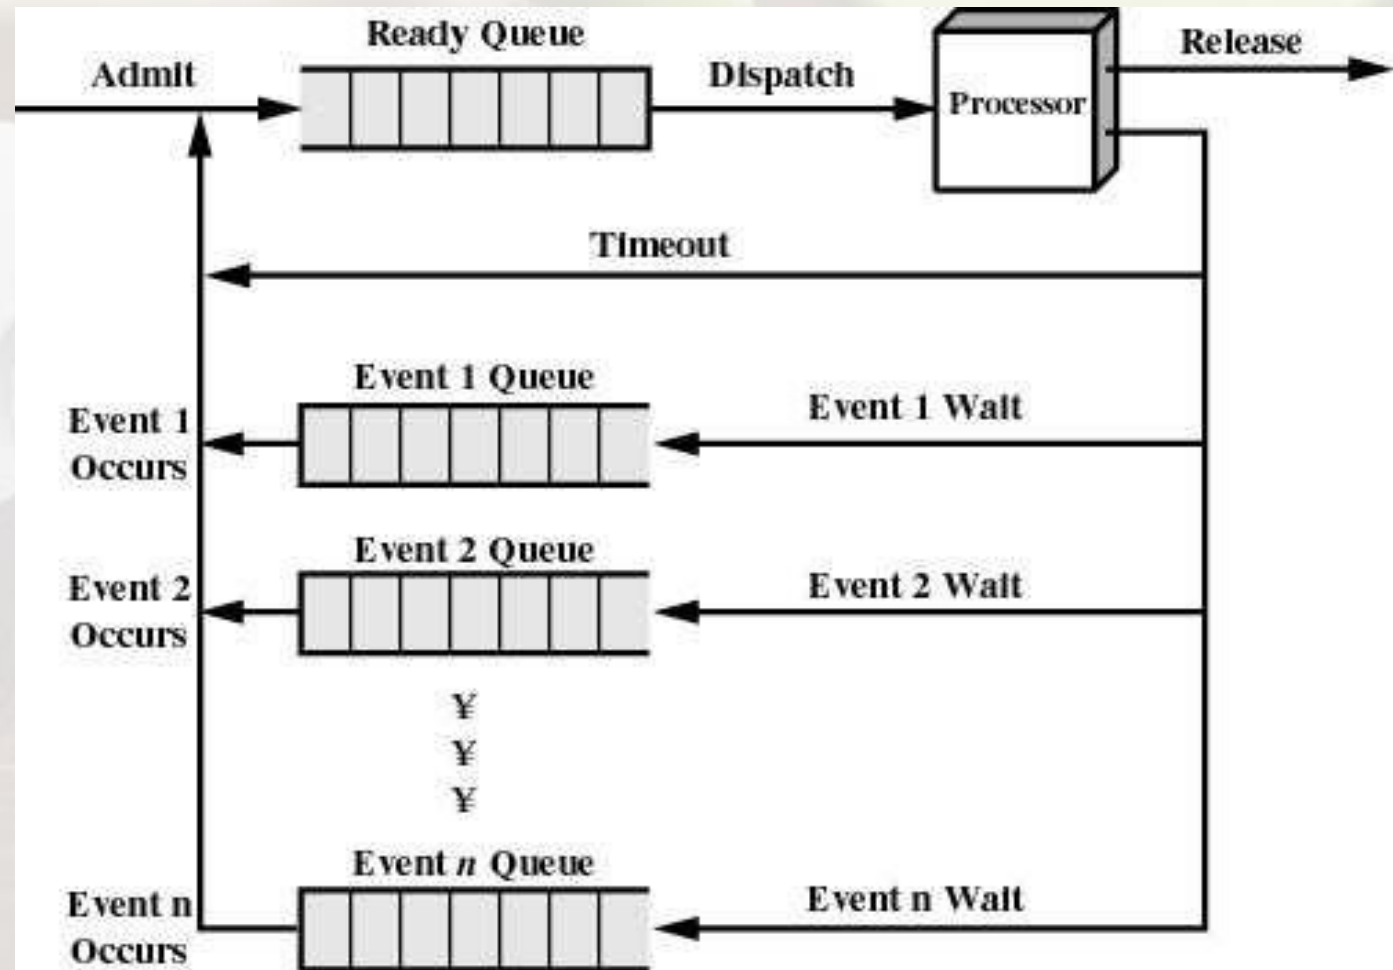 Ready Queue
Admit
Dispatch
Processor
Release
Timeout
Event 1 Queue
Event 1
Occurs
Event 1 Wait
Event 2 Queue
Event 2
Occurs
Event 2 Wait
¥
¥
¥
Event n Queue
Event n
Occurs
Event n Wait